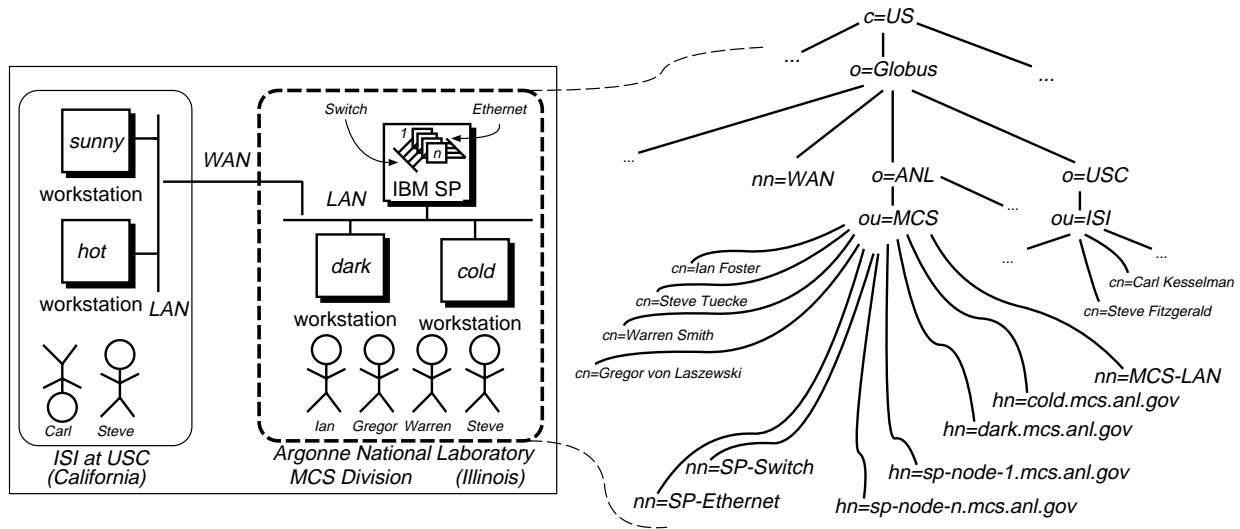 Switch
Ethernet
1
n
sunny
workstation
WAN
IBM SP
LAN
hot
workstation
LAN
dark
workstation
cold
workstation
Carl
Steve
Ian
Gregor
Warren
Steve
ISI at USC
(California)
Argonne National Laboratory
MCS Division
(Illinois)
c=US
...
o=Globus
...
...
nn=WAN
o=ANL
o=USC
...
ou=MCS
ou=ISI
...
...
cn=Ian Foster
cn=Steve Tuecke
cn=Warren Smith
cn=Gregor von Laszewski
cn=Carl Kesselman
cn=Steve Fitzgerald
nn=MCS-LAN
hn=cold.mcs.anl.gov
hn=dark.mcs.anl.gov
nn=SP-Switch
hn=sp-node-1.mcs.anl.gov
nn=SP-Ethernet
hn=sp-node-n.mcs.anl.gov